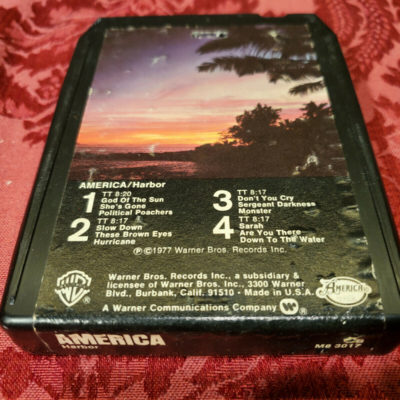 AMERICA/Harbor
1 TT 8:20
God Of The Sun
She's Gone
Political Poachers
2 TT 8:17
Slow Down
These Brown Eyes
Hurricane
3 TT 8:17
Don't You Cry
Sergeant Darkness
Monster
4 TT 8:17
Sarah
Are You There
Down To The Water
℗©1977 Warner Bros. Records Inc.
Warner Bros. Records Inc., a subsidiary &
licensee of Warner Bros. Inc., 3300 Warner
Blvd., Burbank, Calif. 91510 - Made in U.S.A.
A Warner Communications Company
AMERICA
AMERICA
Harbor
M8 3017